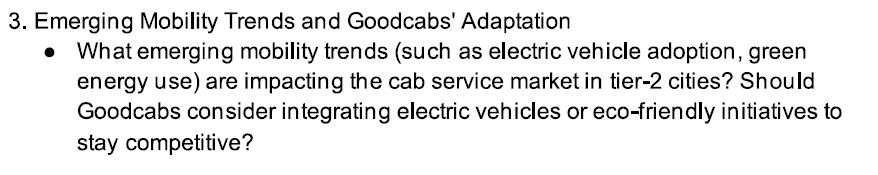 3. Emerging Mobility Trends and Goodcabs' Adaptation
● What emerging mobility trends (such as electric vehicle adoption, green
energy use) are impacting the cab service market in tier-2 cities? Should
Goodcabs consider integrating electric vehicles or eco-friendly initiatives to
stay competitive?